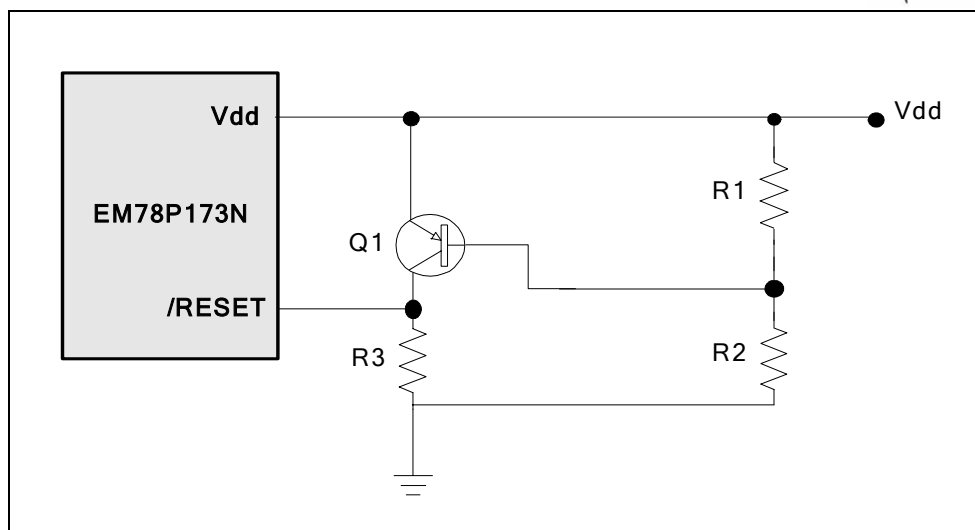 Vdd
Vdd
R1
EM78P173N
Q1
/RESET
R3
R2